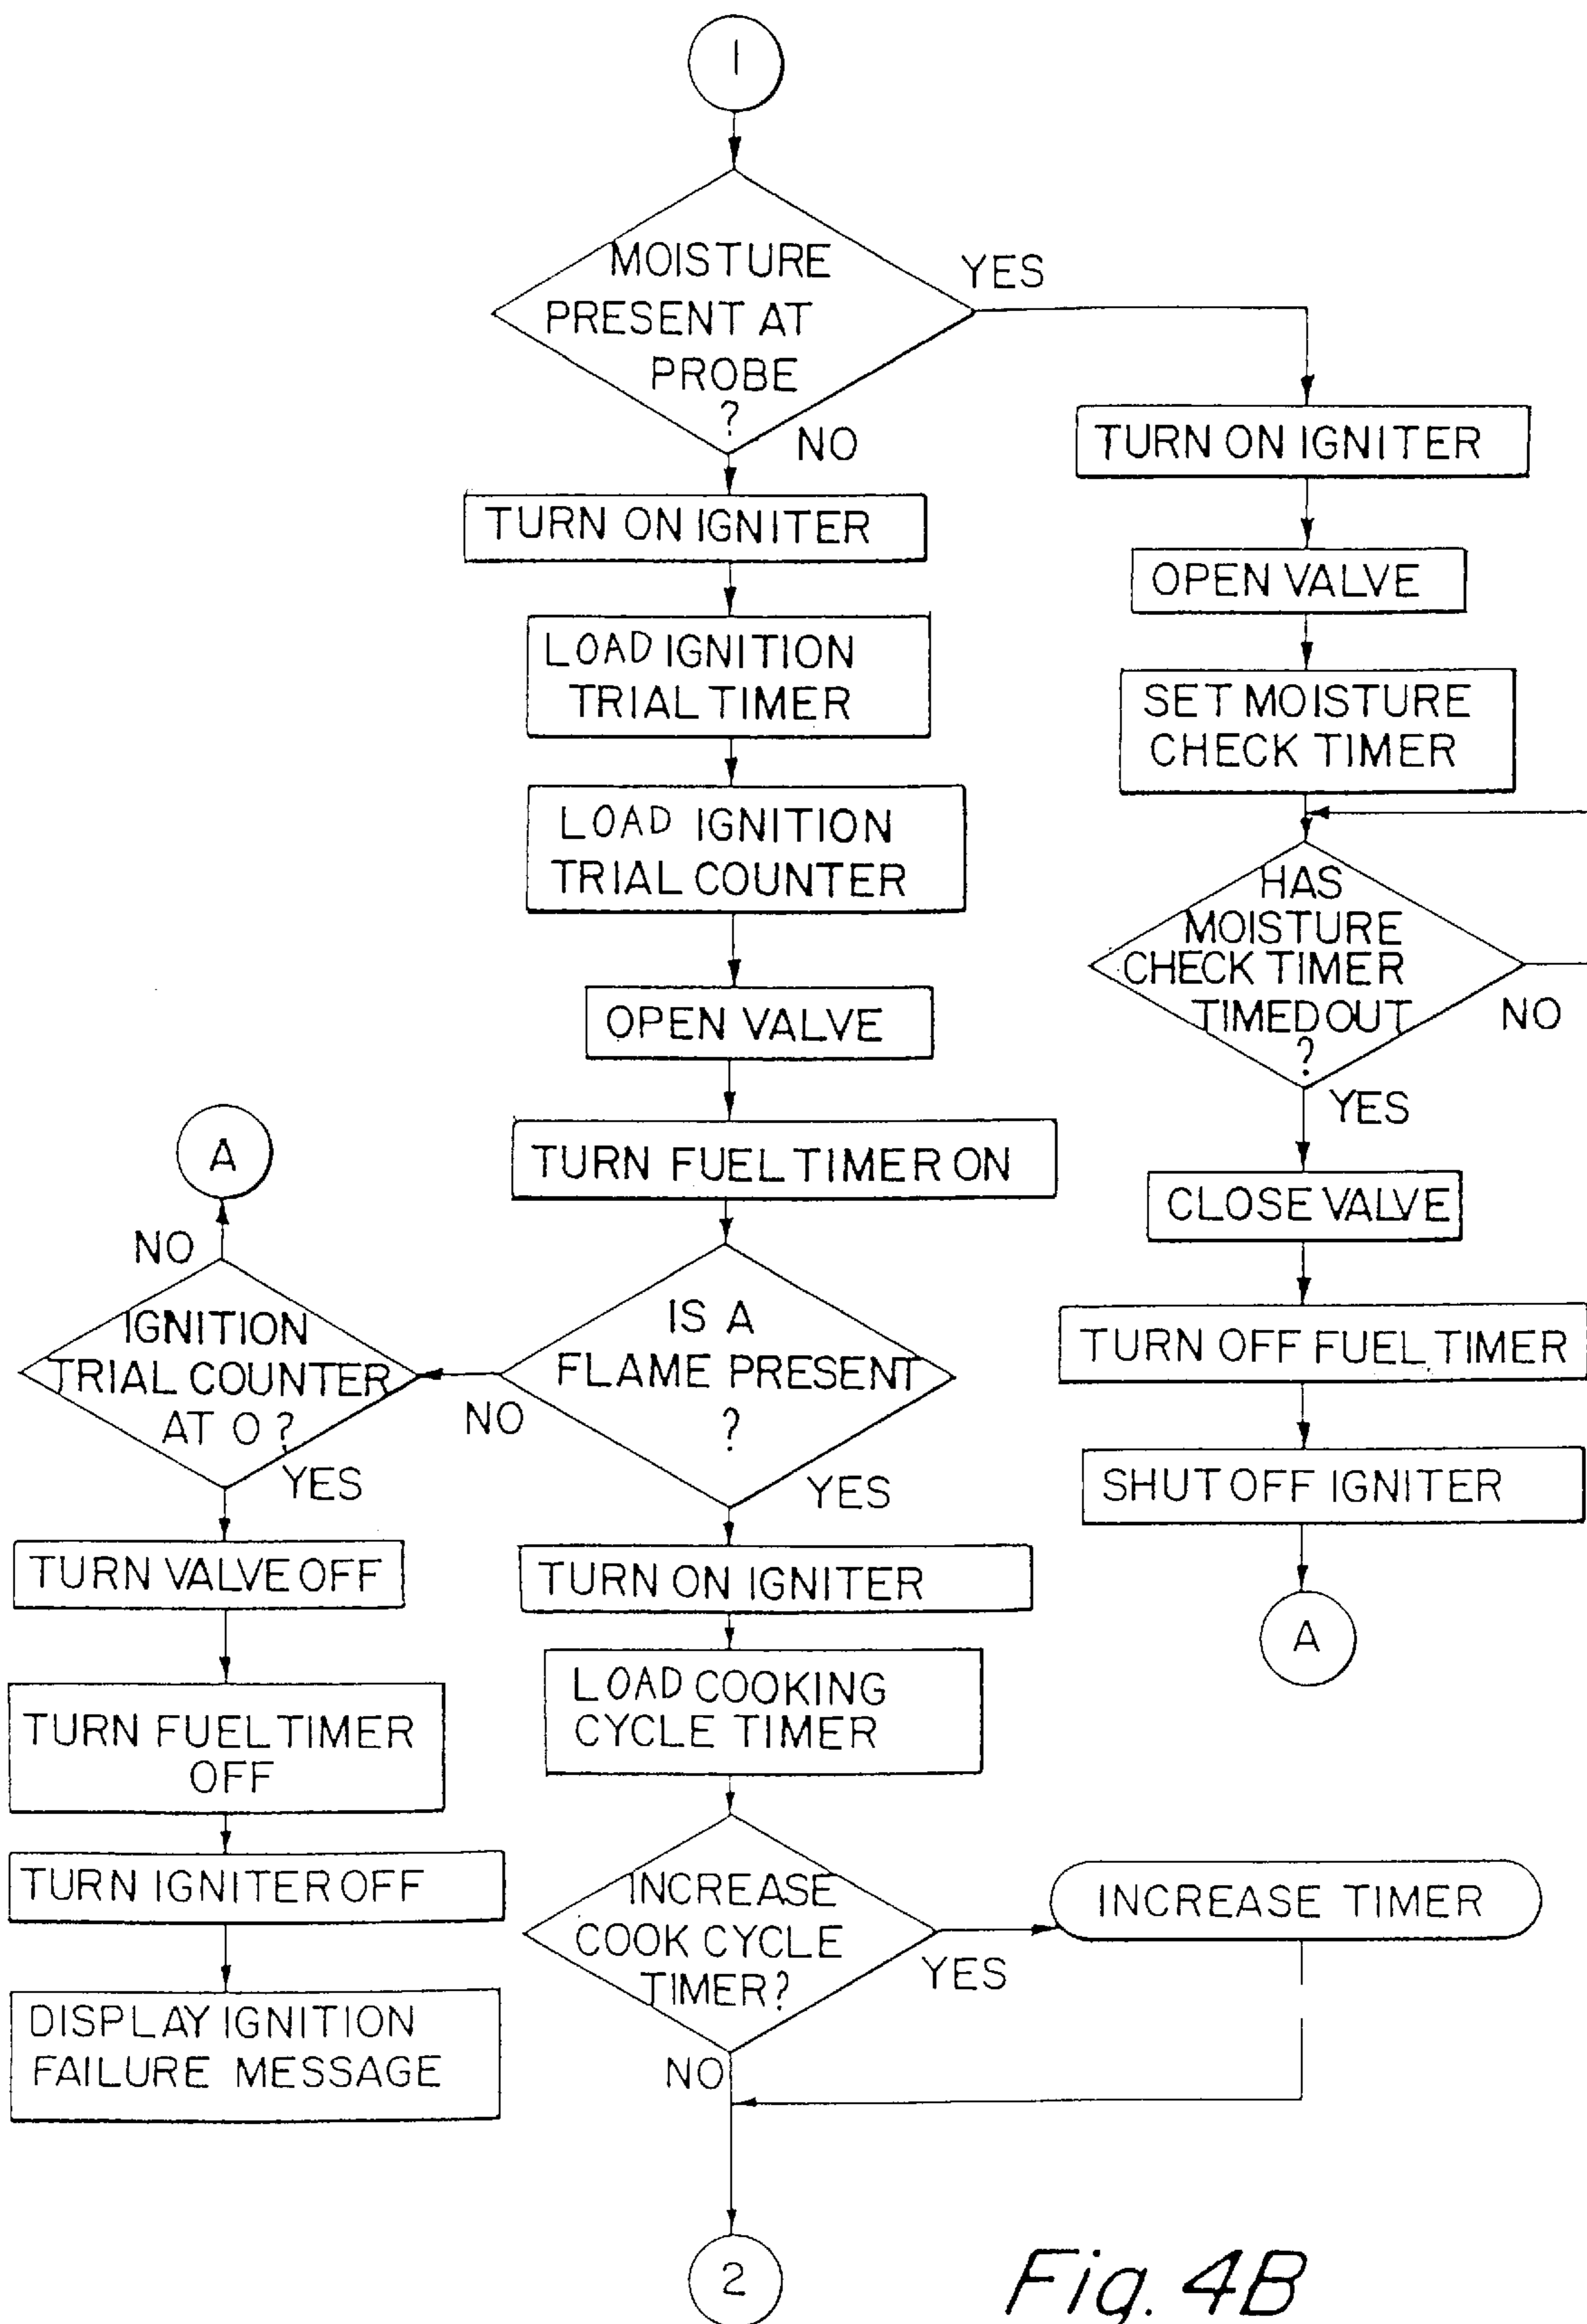 1
MOISTURE
PRESENT AT
PROBE
?
YES
NO
TURN ON IGNITER
LOAD IGNITION
TRIAL TIMER
LOAD IGNITION
TRIAL COUNTER
OPEN VALVE
TURN FUEL TIMER ON
IS A
FLAME PRESENT
?
NO
YES
A
NO
IGNITION
TRIAL COUNTER
AT 0?
YES
TURN VALVE OFF
TURN FUEL TIMER
OFF
TURN IGNITER OFF
DISPLAY IGNITION
FAILURE MESSAGE
TURN ON IGNITER
LOAD COOKING
CYCLE TIMER
INCREASE
COOK CYCLE
TIMER?
YES
NO
INCREASE TIMER
2
TURN ON IGNITER
OPEN VALVE
SET MOISTURE
CHECK TIMER
HAS
MOISTURE
CHECK TIMER
TIMED OUT
?
NO
YES
CLOSE VALVE
TURN OFF FUEL TIMER
SHUT OFF IGNITER
A
Fig. 4B